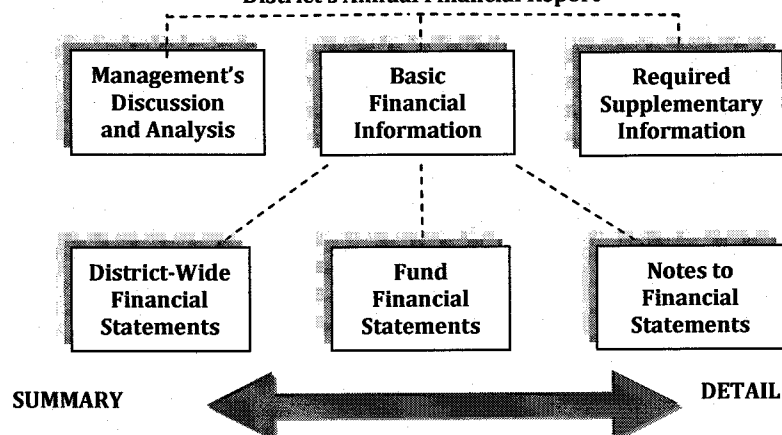 District's Annual Financial Report
Management's
Discussion
and Analysis
Basic
Financial
Information
Required
Supplementary
Information
District-Wide
Financial
Statements
Fund
Financial
Statements
Notes to
Financial
Statements
SUMMARY
DETAIL